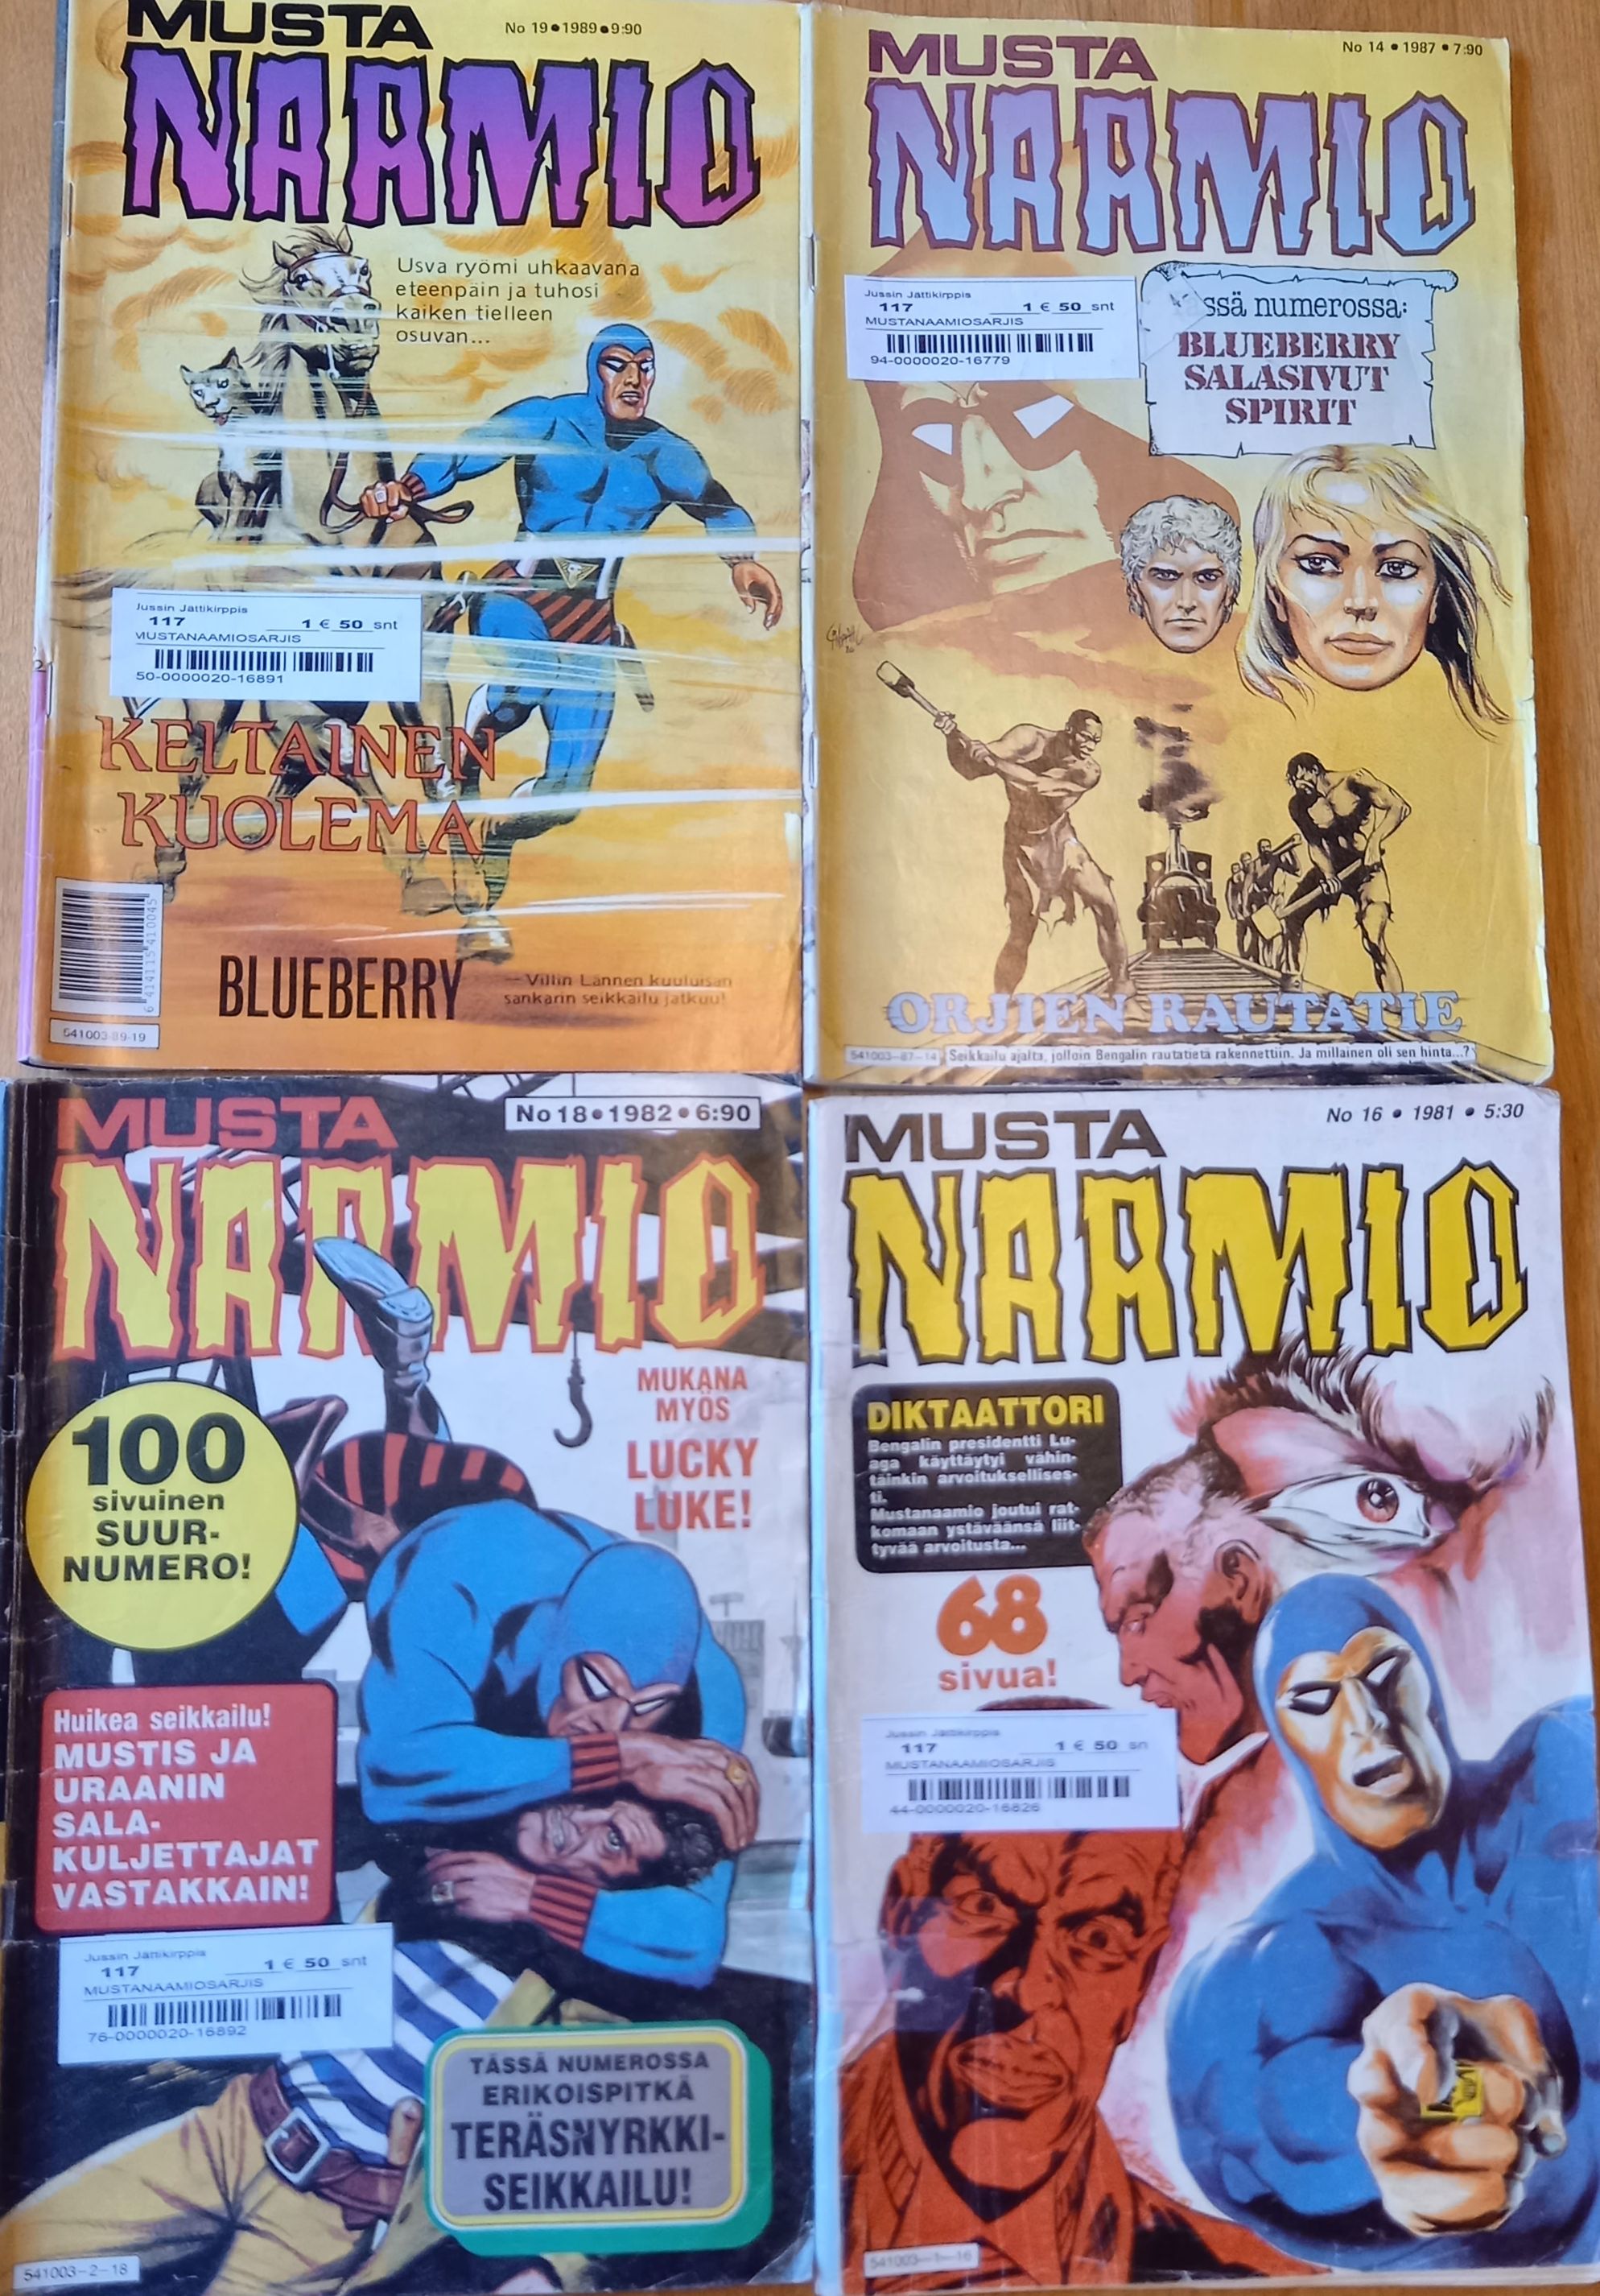 MUSTA
No 19 • 1989 • 9:90
NAAMIO
Usva ryömi uhkaavana
eteenpäin ja tuhosi
kaiken tielleen
osuvan...
Jussin Jättikirppis
117 1 € 50 snt
MUSTANAAMIOSARJIS
50-0000020-16891
KELTAINEN
KUOLEMA
6 414115 410045
BLUEBERRY
— Villin Lännen kuuluisan
sankarin seikkailu jatkuu!
541003-89-19
MUSTA
No 14 • 1987 • 7:90
NAAMIO
Jussin Jättikirppis
117 1 € 50 snt
MUSTANAAMIOSARJIS
94-0000020-16779
ssä numerossa:
BLUEBERRY
SALASIVUT
SPIRIT
ORJIEN RAUTATIE
541003-87-14
Seikkailu ajalta, jolloin Bengalin rautatietä rakennettiin. Ja millainen oli sen hinta...?
MUSTA
No 18 • 1982 • 6:90
NAAMIO
100
sivuinen
SUUR-
NUMERO!
MUKANA
MYÖS
LUCKY
LUKE!
Huikea seikkailu!
MUSTIS JA
URAANIN
SALA-
KULJETTAJAT
VASTAKKAIN!
Jussin Jättikirppis
117 1 € 50 snt
MUSTANAAMIOSARJIS
76-0000020-16892
TÄSSÄ NUMEROSSA
ERIKOISPITKÄ
TERÄSNYRKKI-
SEIKKAILU!
541003-2-18
MUSTA
No 16 • 1981 • 5:30
NAAMIO
DIKTAATTORI
Bengalin presidentti Lu-
aga käyttäytyi vähin-
täinkin arvoituksellises-
ti.
Mustanaamio joutui rat-
komaan ystäväänsä liit-
tyvää arvoitusta...
68
sivua!
Jussin Jättikirppis
117 1 € 50 sn
MUSTANAAMIOSARJIS
44-0000020-16826
541003-1-16